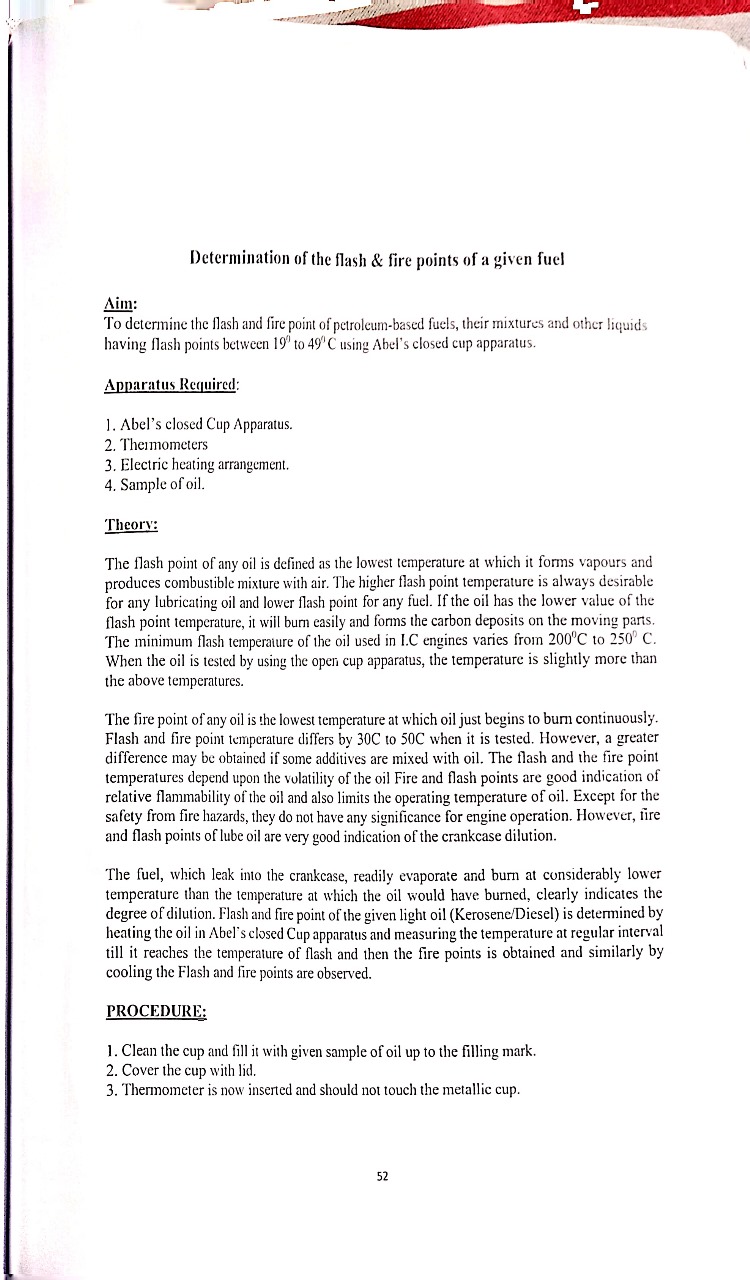 Determination of the flash & fire points of a given fuel
Aim:
To determine the flash and fire point of petroleum-based fuels, their mixtures and other liquids
having flash points between 19⁰ to 49⁰ C using Abel's closed cup apparatus.
Apparatus Required:
1. Abel's closed Cup Apparatus.
2. Thermometers
3. Electric heating arrangement.
4. Sample of oil.
Theory:
The flash point of any oil is defined as the lowest temperature at which it forms vapours and
produces combustible mixture with air. The higher flash point temperature is always desirable
for any lubricating oil and lower flash point for any fuel. If the oil has the lower value of the
flash point temperature, it will burn easily and forms the carbon deposits on the moving parts.
The minimum flash temperature of the oil used in I.C engines varies from 200⁰C to 250⁰ C.
When the oil is tested by using the open cup apparatus, the temperature is slightly more than
the above temperatures.
The fire point of any oil is the lowest temperature at which oil just begins to burn continuously.
Flash and fire point temperature differs by 30C to 50C when it is tested. However, a greater
difference may be obtained if some additives are mixed with oil. The flash and the fire point
temperatures depend upon the volatility of the oil Fire and flash points are good indication of
relative flammability of the oil and also limits the operating temperature of oil. Except for the
safety from fire hazards, they do not have any significance for engine operation. However, fire
and flash points of lube oil are very good indication of the crankcase dilution.
The fuel, which leak into the crankcase, readily evaporate and burn at considerably lower
temperature than the temperature at which the oil would have burned, clearly indicates the
degree of dilution. Flash and fire point of the given light oil (Kerosene/Diesel) is determined by
heating the oil in Abel's closed Cup apparatus and measuring the temperature at regular interval
till it reaches the temperature of flash and then the fire points is obtained and similarly by
cooling the Flash and fire points are observed.
PROCEDURE:
1. Clean the cup and fill it with given sample of oil up to the filling mark.
2. Cover the cup with lid.
3. Thermometer is now inserted and should not touch the metallic cup.
52